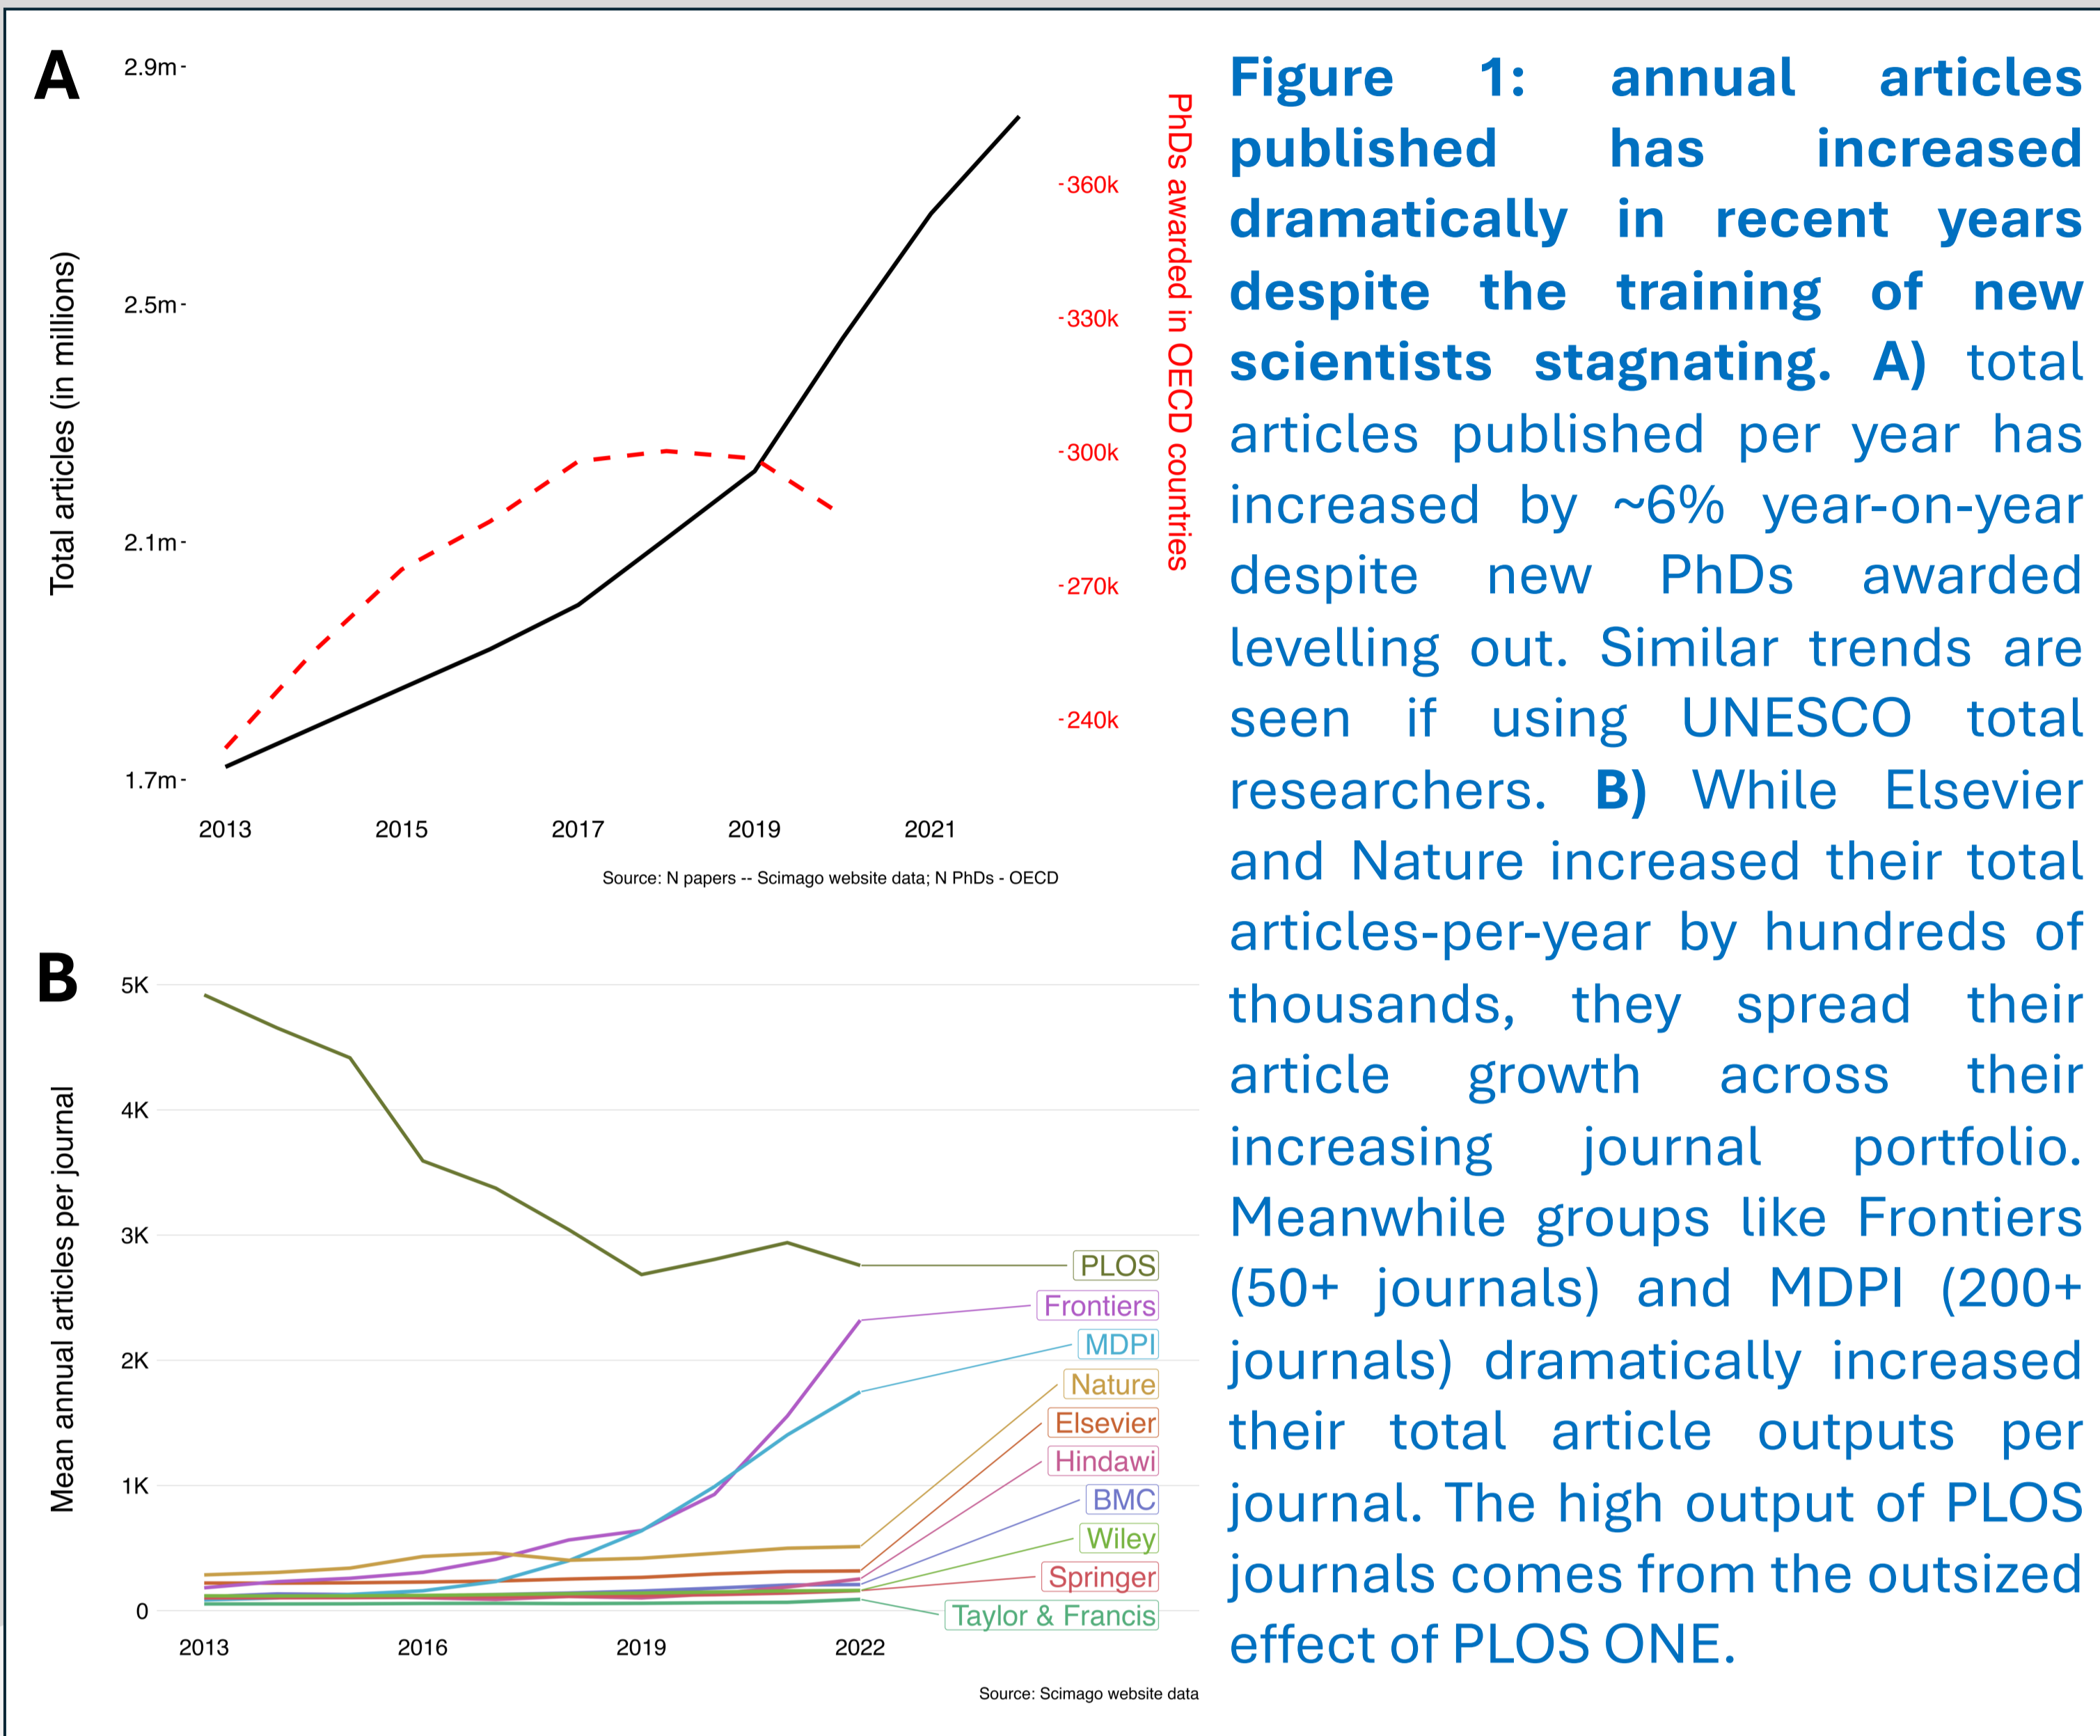 A
2.9m
2.5m
2.1m
1.7m
Total articles (in millions)
360k
330k
300k
270k
240k
PhDs awarded in OECD countries
2013 2015 2017 2019 2021
Source: N papers -- Scimago website data; N PhDs - OECD
B
5K
4K
3K
2K
1K
0
Mean annual articles per journal
PLOS
Frontiers
MDPI
Nature
Elsevier
Hindawi
BMC
Wiley
Springer
Taylor & Francis
2013 2016 2019 2022
Source: Scimago website data
Figure 1: annual articles
published has increased
dramatically in recent years
despite the training of new
scientists stagnating. A) total
articles published per year has
increased by ~6% year-on-year
despite new PhDs awarded
levelling out. Similar trends are
seen if using UNESCO total
researchers. B) While Elsevier
and Nature increased their total
articles-per-year by hundreds of
thousands, they spread their
article growth across their
increasing journal portfolio.
Meanwhile groups like Frontiers
(50+ journals) and MDPI (200+
journals) dramatically increased
their total article outputs per
journal. The high output of PLOS
journals comes from the outsized
effect of PLOS ONE.